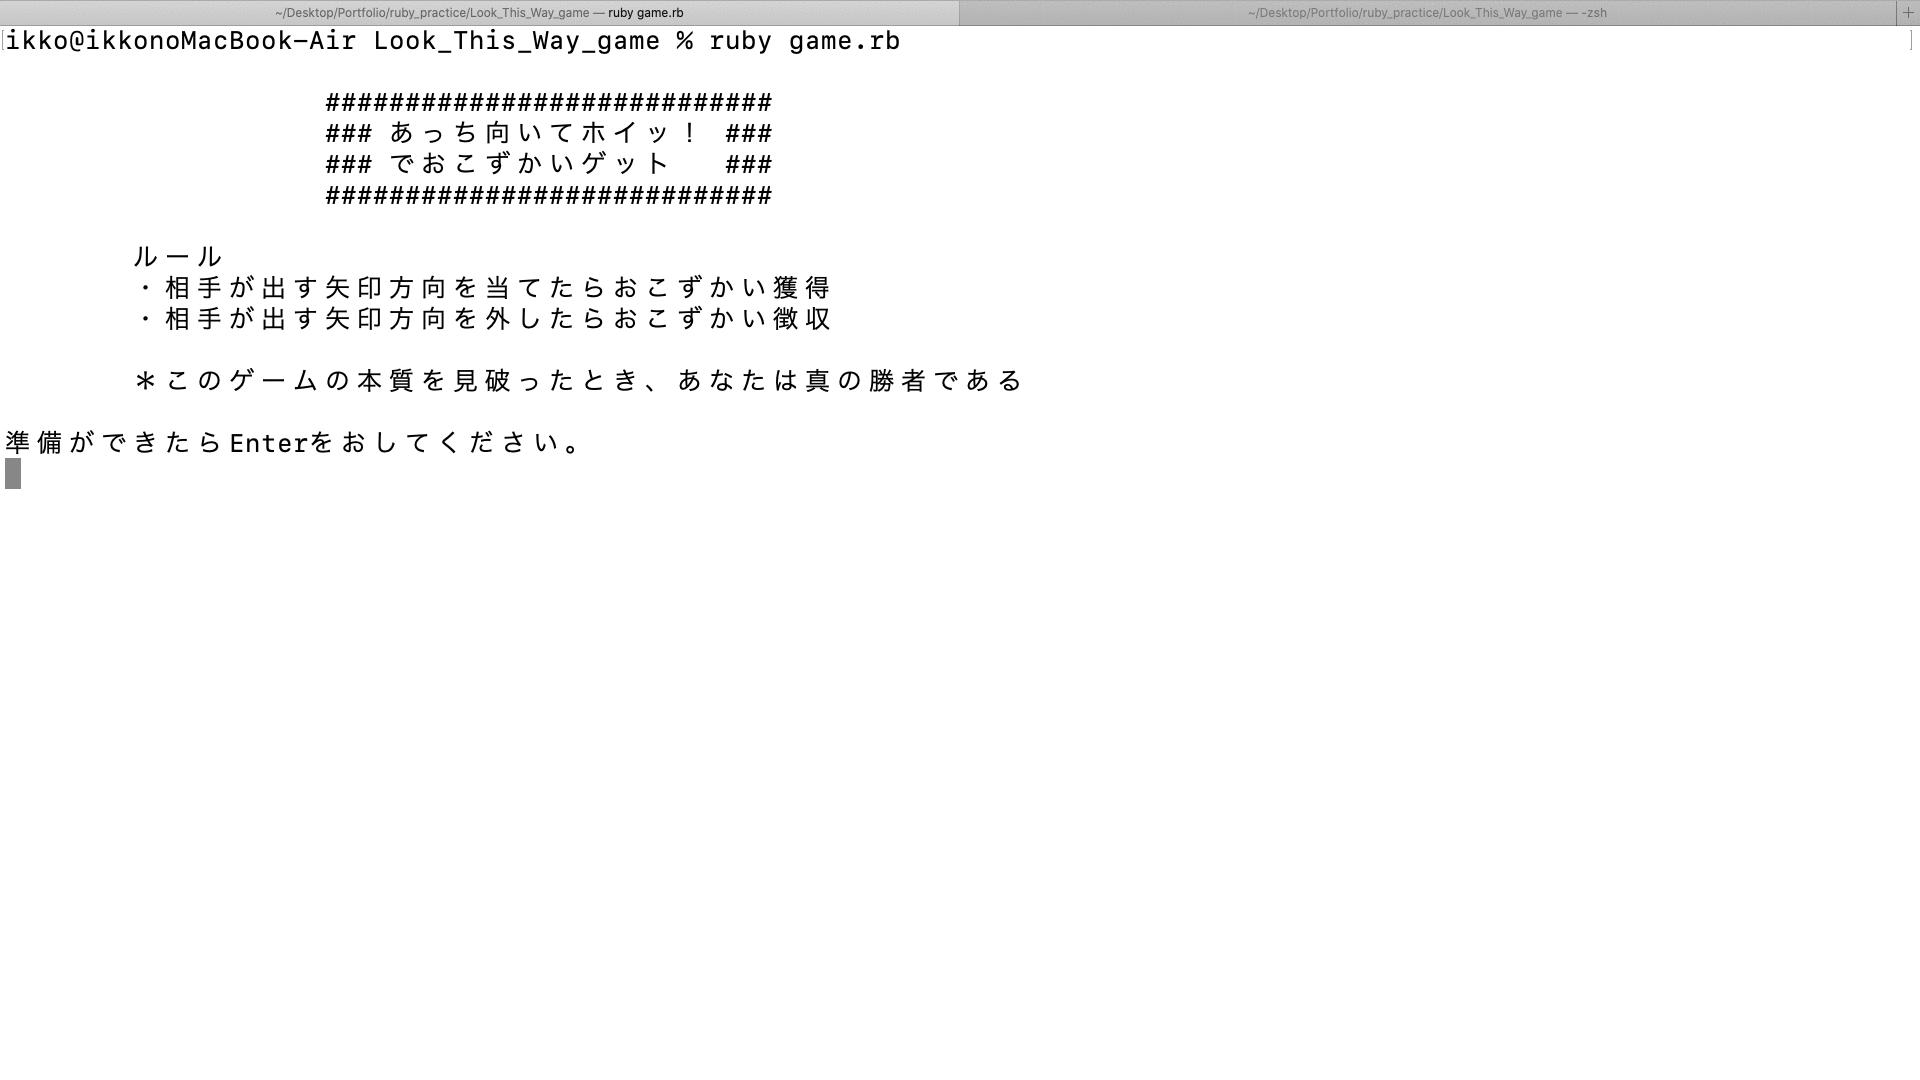 ~/Desktop/Portfolio/ruby_practice/Look_This_Way_game — ruby game.rb
~/Desktop/Portfolio/ruby_practice/Look_This_Way_game — -zsh
ikko@ikkonoMacBook-Air Look_This_Way_game % ruby game.rb
############################
### あっち向いてホイッ！ ###
### でおこずかいゲット ###
############################
ルール
・相手が出す矢印方向を当てたらおこずかい獲得
・相手が出す矢印方向を外したらおこずかい徴収
＊このゲームの本質を見破ったとき、あなたは真の勝者である
準備ができたらEnterをおしてください。